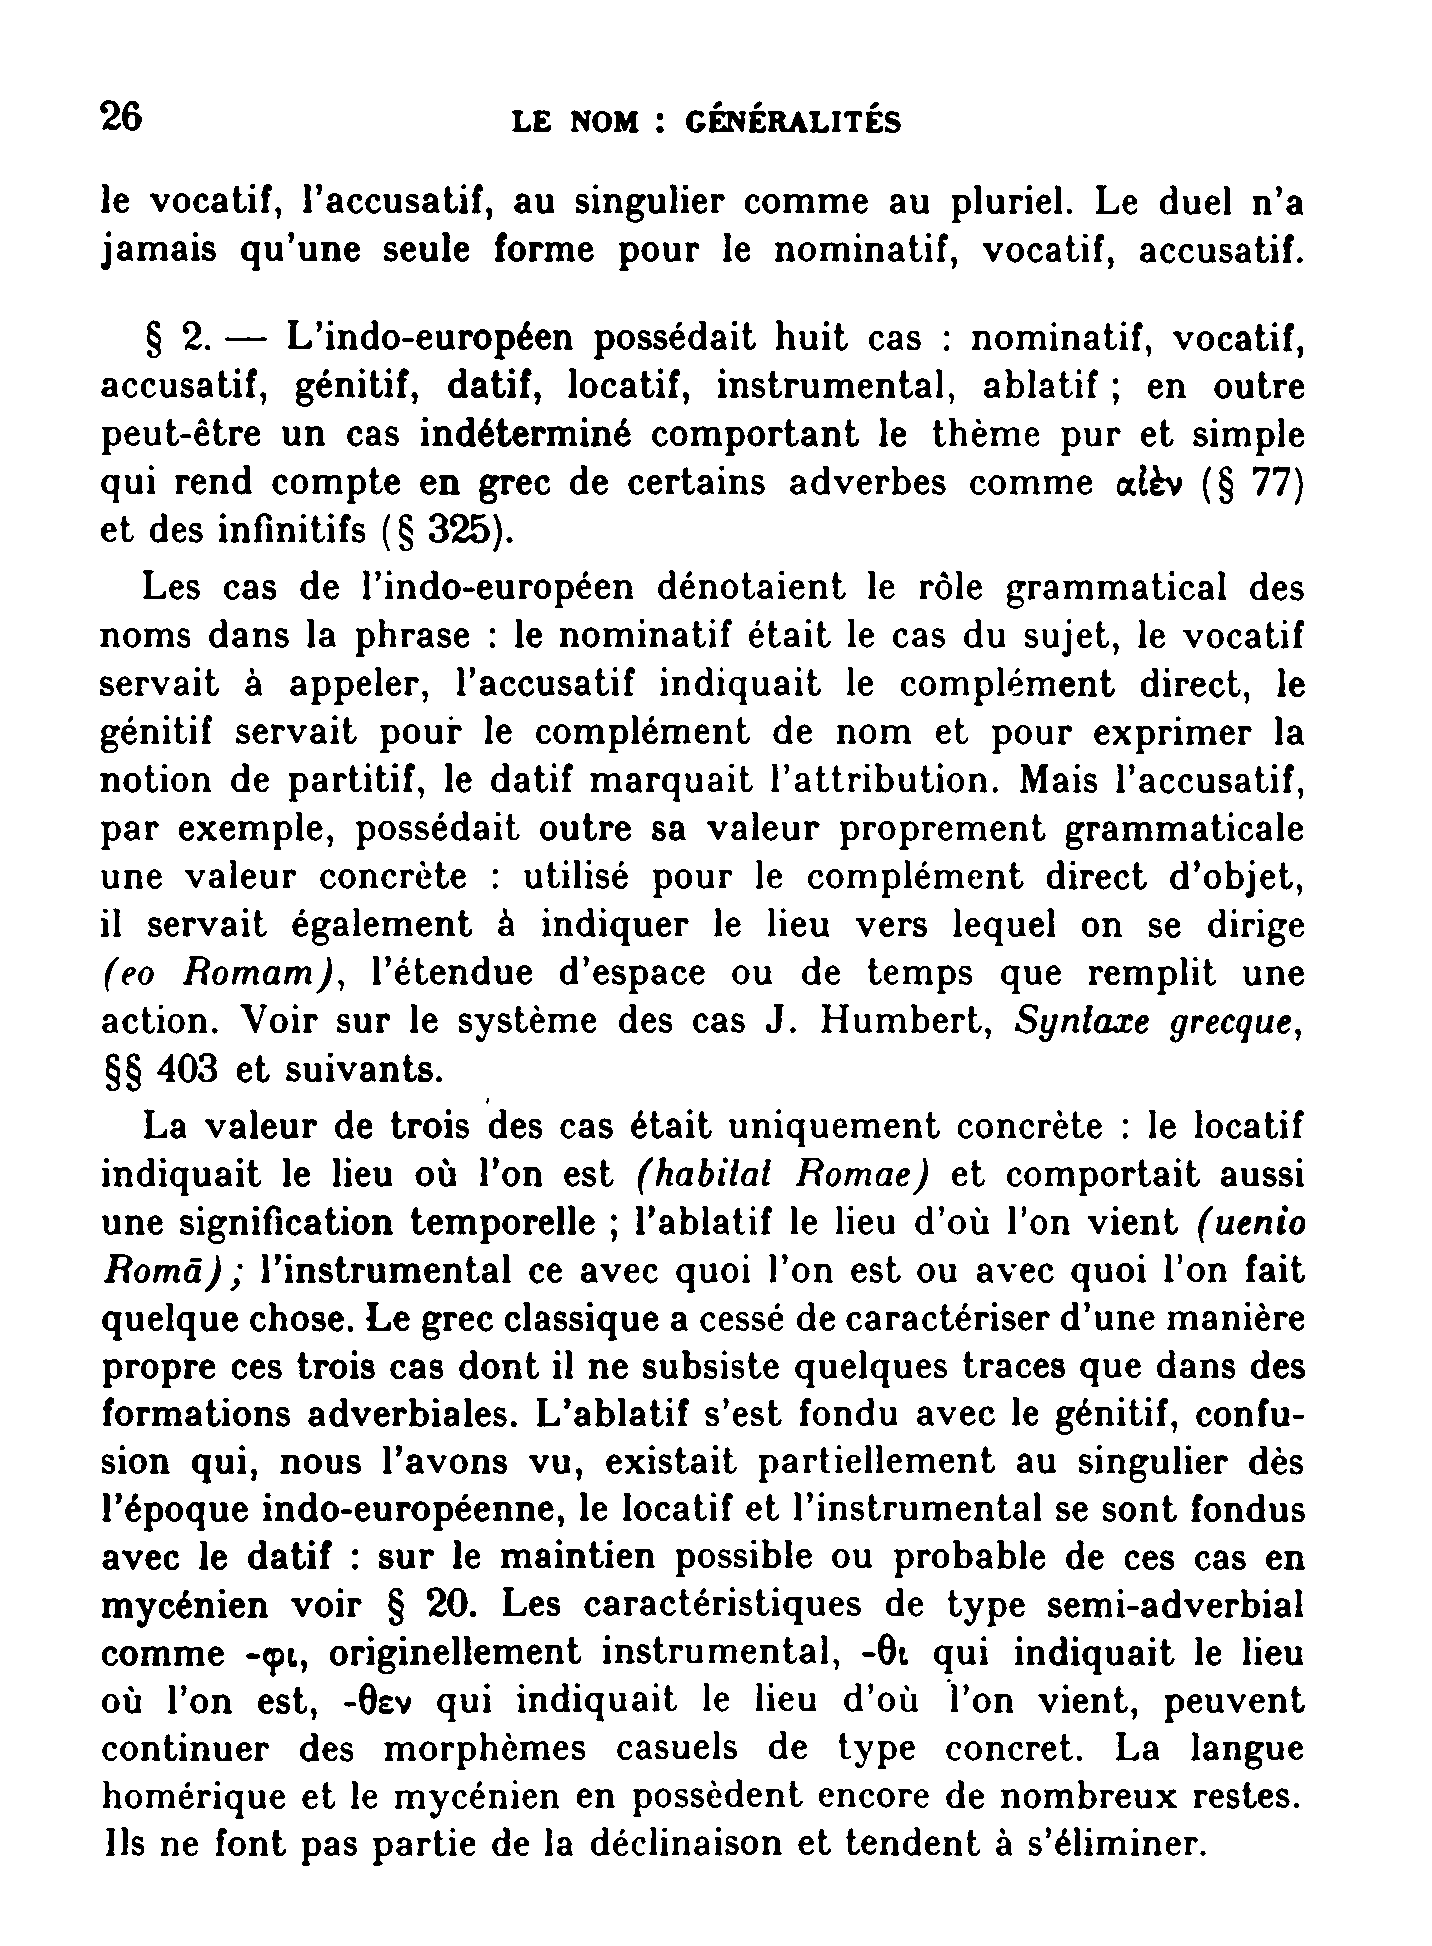 26 LE NOM : GÉNÉRALITÉS
le vocatif, l'accusatif, au singulier comme au pluriel. Le duel n'a
jamais qu'une seule forme pour le nominatif, vocatif, accusatif.
§ 2. — L'indo-européen possédait huit cas : nominatif, vocatif,
accusatif, génitif, datif, locatif, instrumental, ablatif ; en outre
peut-être un cas indéterminé comportant le thème pur et simple
qui rend compte en grec de certains adverbes comme αἰὲν (§ 77)
et des infinitifs (§ 325).
Les cas de l'indo-européen dénotaient le rôle grammatical des
noms dans la phrase : le nominatif était le cas du sujet, le vocatif
servait à appeler, l'accusatif indiquait le complément direct, le
génitif servait pour le complément de nom et pour exprimer la
notion de partitif, le datif marquait l'attribution. Mais l'accusatif,
par exemple, possédait outre sa valeur proprement grammaticale
une valeur concrète : utilisé pour le complément direct d'objet,
il servait également à indiquer le lieu vers lequel on se dirige
(eo Romam), l'étendue d'espace ou de temps que remplit une
action. Voir sur le système des cas J. Humbert, Syntaxe grecque,
§§ 403 et suivants.
La valeur de trois des cas était uniquement concrète : le locatif
indiquait le lieu où l'on est (habitat Romae) et comportait aussi
une signification temporelle ; l'ablatif le lieu d'où l'on vient (uenio
Romā) ; l'instrumental ce avec quoi l'on est ou avec quoi l'on fait
quelque chose. Le grec classique a cessé de caractériser d'une manière
propre ces trois cas dont il ne subsiste quelques traces que dans des
formations adverbiales. L'ablatif s'est fondu avec le génitif, confu-
sion qui, nous l'avons vu, existait partiellement au singulier dès
l'époque indo-européenne, le locatif et l'instrumental se sont fondus
avec le datif : sur le maintien possible ou probable de ces cas en
mycénien voir § 20. Les caractéristiques de type semi-adverbial
comme -φι, originellement instrumental, -θι qui indiquait le lieu
où l'on est, -θεν qui indiquait le lieu d'où l'on vient, peuvent
continuer des morphèmes casuels de type concret. La langue
homérique et le mycénien en possèdent encore de nombreux restes.
Ils ne font pas partie de la déclinaison et tendent à s'éliminer.